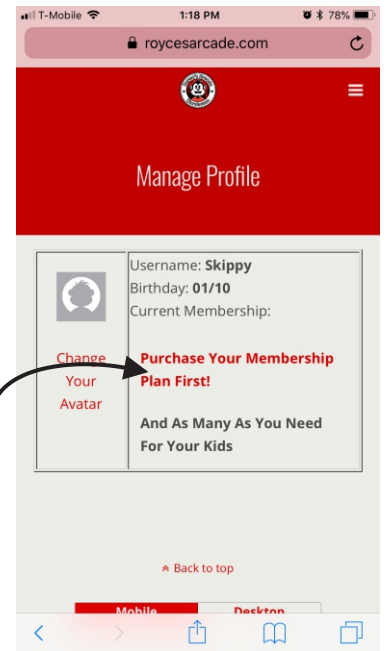 T-Mobile 1:18 PM 78%
roycesarcade.com
Manage Profile
Username: Skippy
Birthday: 01/10
Current Membership:
Change
Your
Avatar
Purchase Your Membership
Plan First!
And As Many As You Need
For Your Kids
Back to top
Mobile Desktop